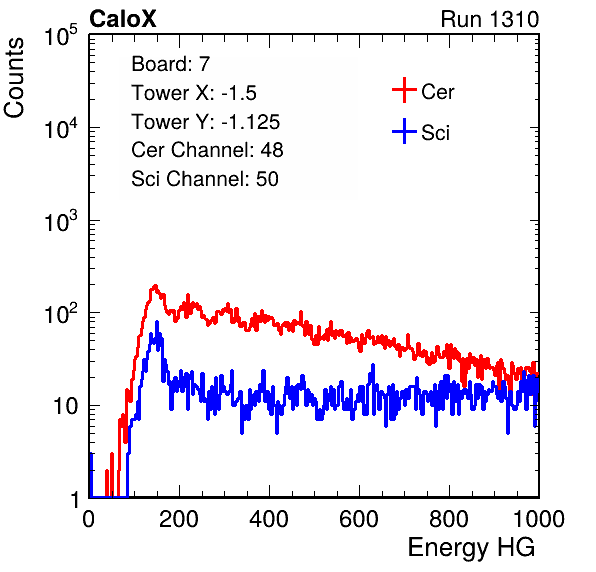 CaloX Run 1310
Counts
10^5
10^4
10^3
10^2
10
1
Board: 7
Tower X: -1.5
Tower Y: -1.125
Cer Channel: 48
Sci Channel: 50
Cer
Sci
0 200 400 600 800 1000
Energy HG